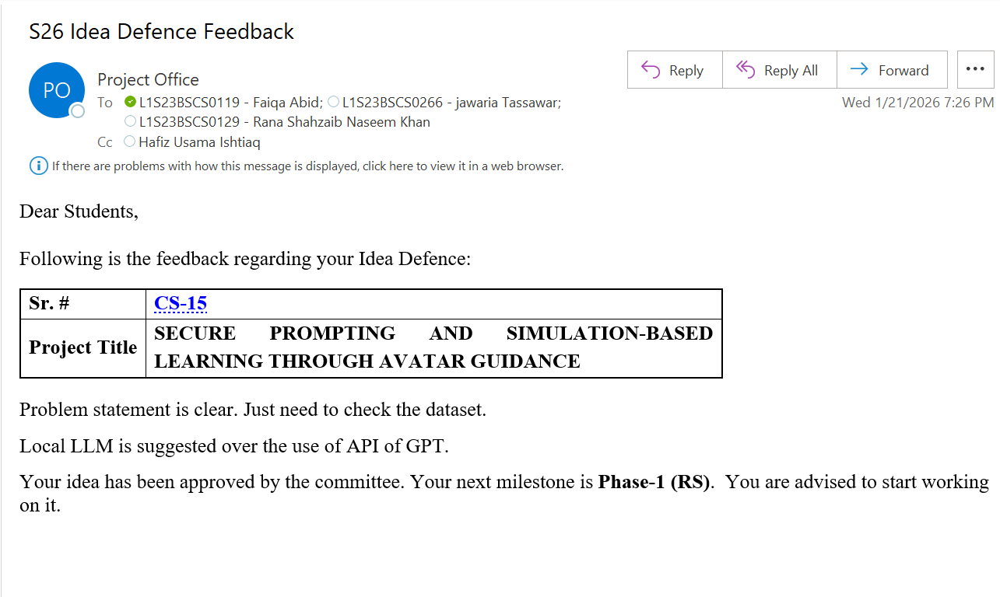 S26 Idea Defence Feedback
PO
Project Office
Reply
Reply All
Forward
To L1S23BSCS0119 - Faiqa Abid; L1S23BSCS0266 - jawaria Tassawar;
Wed 1/21/2026 7:26 PM
L1S23BSCS0129 - Rana Shahzaib Naseem Khan
Cc Hafiz Usama Ishtiaq
If there are problems with how this message is displayed, click here to view it in a web browser.
Dear Students,
Following is the feedback regarding your Idea Defence:
Sr. # CS-15
Project Title SECURE PROMPTING AND SIMULATION-BASED
LEARNING THROUGH AVATAR GUIDANCE
Problem statement is clear. Just need to check the dataset.
Local LLM is suggested over the use of API of GPT.
Your idea has been approved by the committee. Your next milestone is Phase-1 (RS). You are advised to start working
on it.